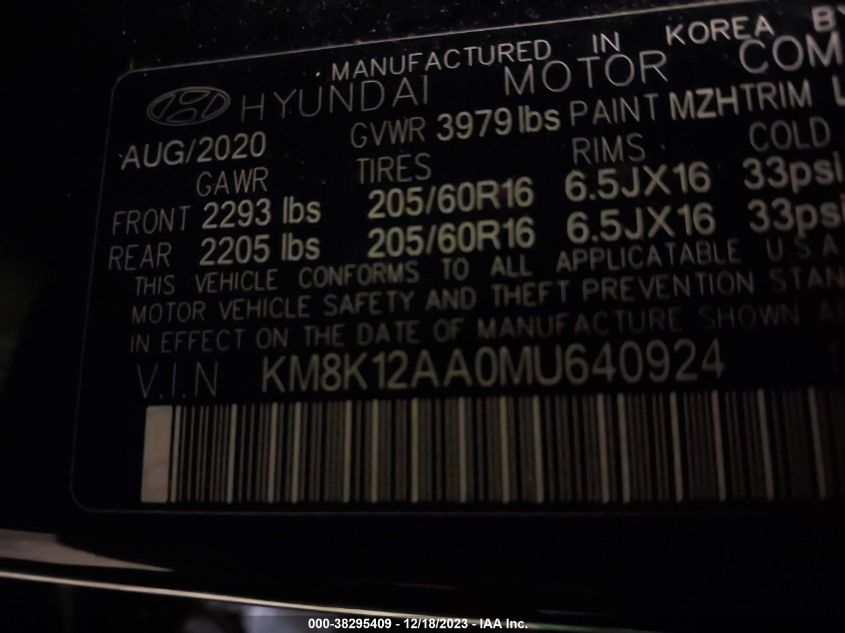 MANUFACTURED IN KOREA BY
HYUNDAI MOTOR COM
AUG/2020 GVWR 3979 lbs PAINT MZH TRIM
GAWR TIRES RIMS COLD
FRONT 2293 lbs 205/60R16 6.5JX16 33psi
REAR 2205 lbs 205/60R16 6.5JX16 33psi
THIS VEHICLE CONFORMS TO ALL APPLICATABLE U.S.A
MOTOR VEHICLE SAFETY AND THEFT PREVENTION STAN
IN EFFECT ON THE DATE OF MANUFACTURE SHOWN A
V.I.N KM8K12AA0MU640924
000-38295409 - 12/18/2023 - IAA Inc.